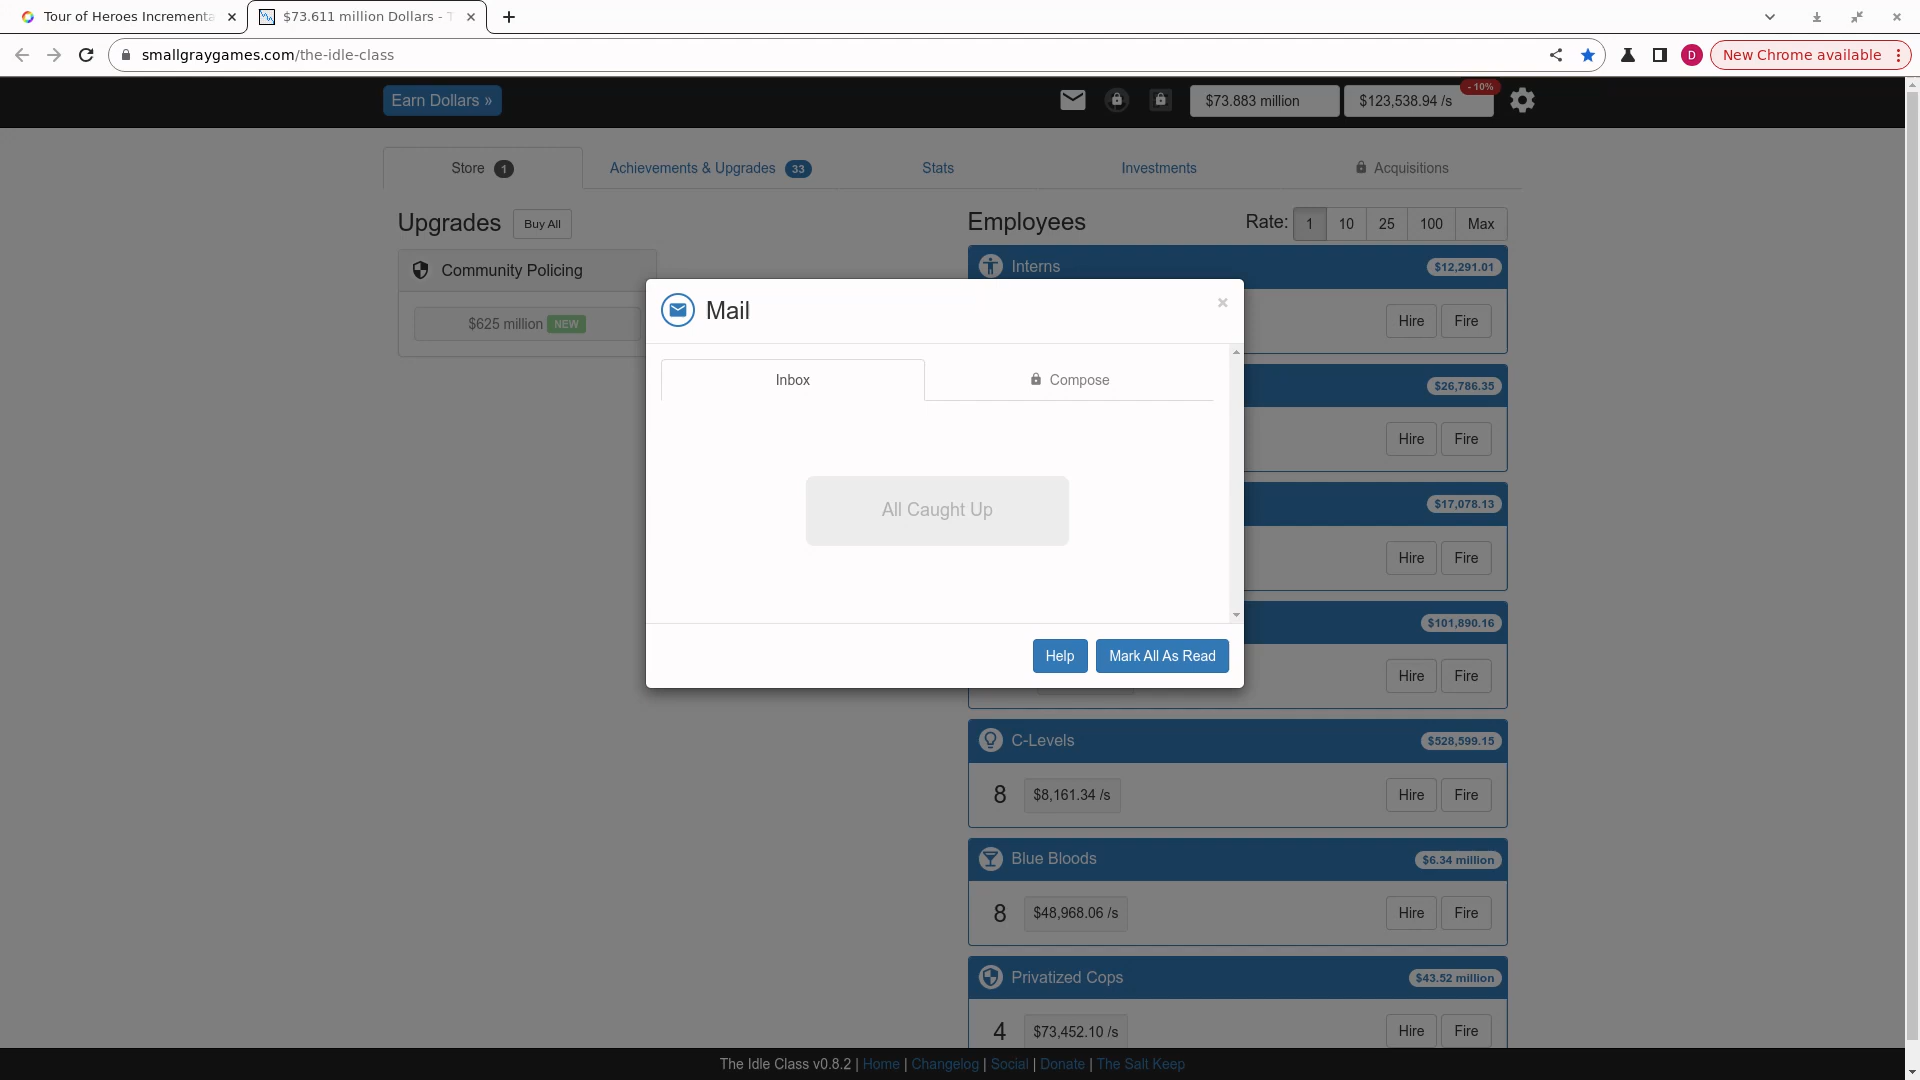 Tour of Heroes Incrementa
$73.611 million Dollars - T
smallgraygames.com/the-idle-class
D
New Chrome available
Earn Dollars »
$73.883 million
$123,538.94 /s
- 10%
Store 1
Achievements & Upgrades 33
Stats
Investments
Acquisitions
Upgrades
Buy All
Community Policing
$625 million NEW
Employees
Rate: 1 10 25 100 Max
Interns
$12,291.01
Hire Fire
$26,786.35
Hire Fire
$17,078.13
Hire Fire
$101,890.16
Hire Fire
C-Levels
$528,599.15
8 $8,161.34 /s
Hire Fire
Blue Bloods
$6.34 million
8 $48,968.06 /s
Hire Fire
Privatized Cops
$43.52 million
4 $73,452.10 /s
Hire Fire
Mail
×
Inbox
Compose
All Caught Up
Help
Mark All As Read
The Idle Class v0.8.2 | Home | Changelog | Social | Donate | The Salt Keep